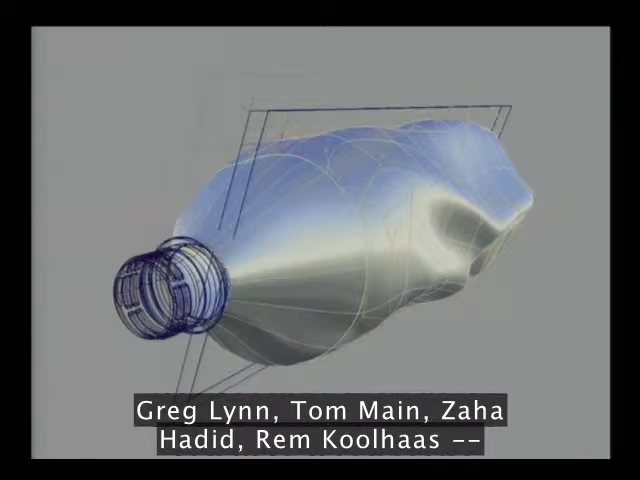 Greg Lynn, Tom Main, Zaha
Hadid, Rem Koolhaas --